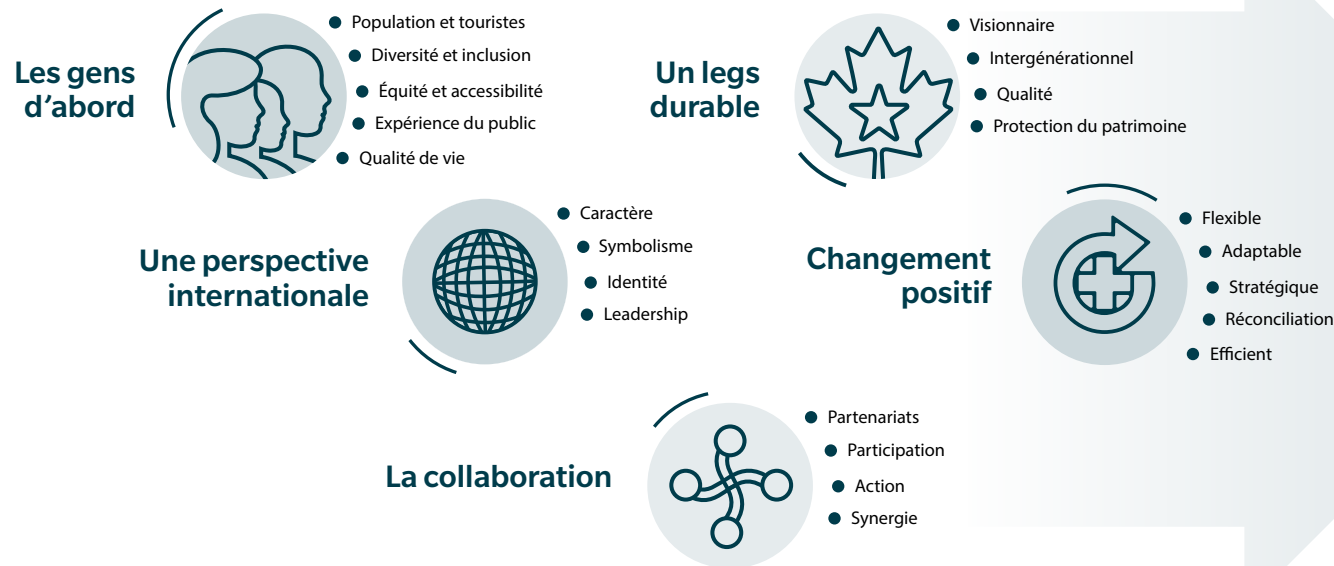 Les gens
d’abord
Population et touristes
Diversité et inclusion
Équité et accessibilité
Expérience du public
Qualité de vie
Un legs
durable
Visionnaire
Intergénérationnel
Qualité
Protection du patrimoine
Une perspective
internationale
Caractère
Symbolisme
Identité
Leadership
Changement
positif
Flexible
Adaptable
Stratégique
Réconciliation
Efficient
La collaboration
Partenariats
Participation
Action
Synergie